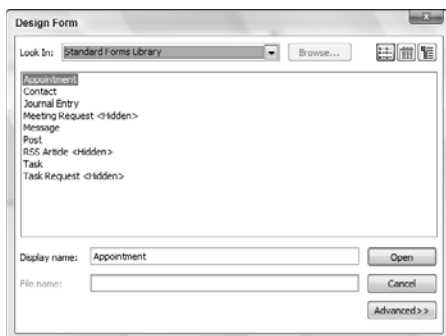 Design Form
Look In: Standard Forms Library Browse...
Appointment
Contact
Journal Entry
Meeting Request <Hidden>
Message
Post
RSS Article <Hidden>
Task
Task Request <Hidden>
Display name: Appointment Open
File name: Cancel
Advanced >>